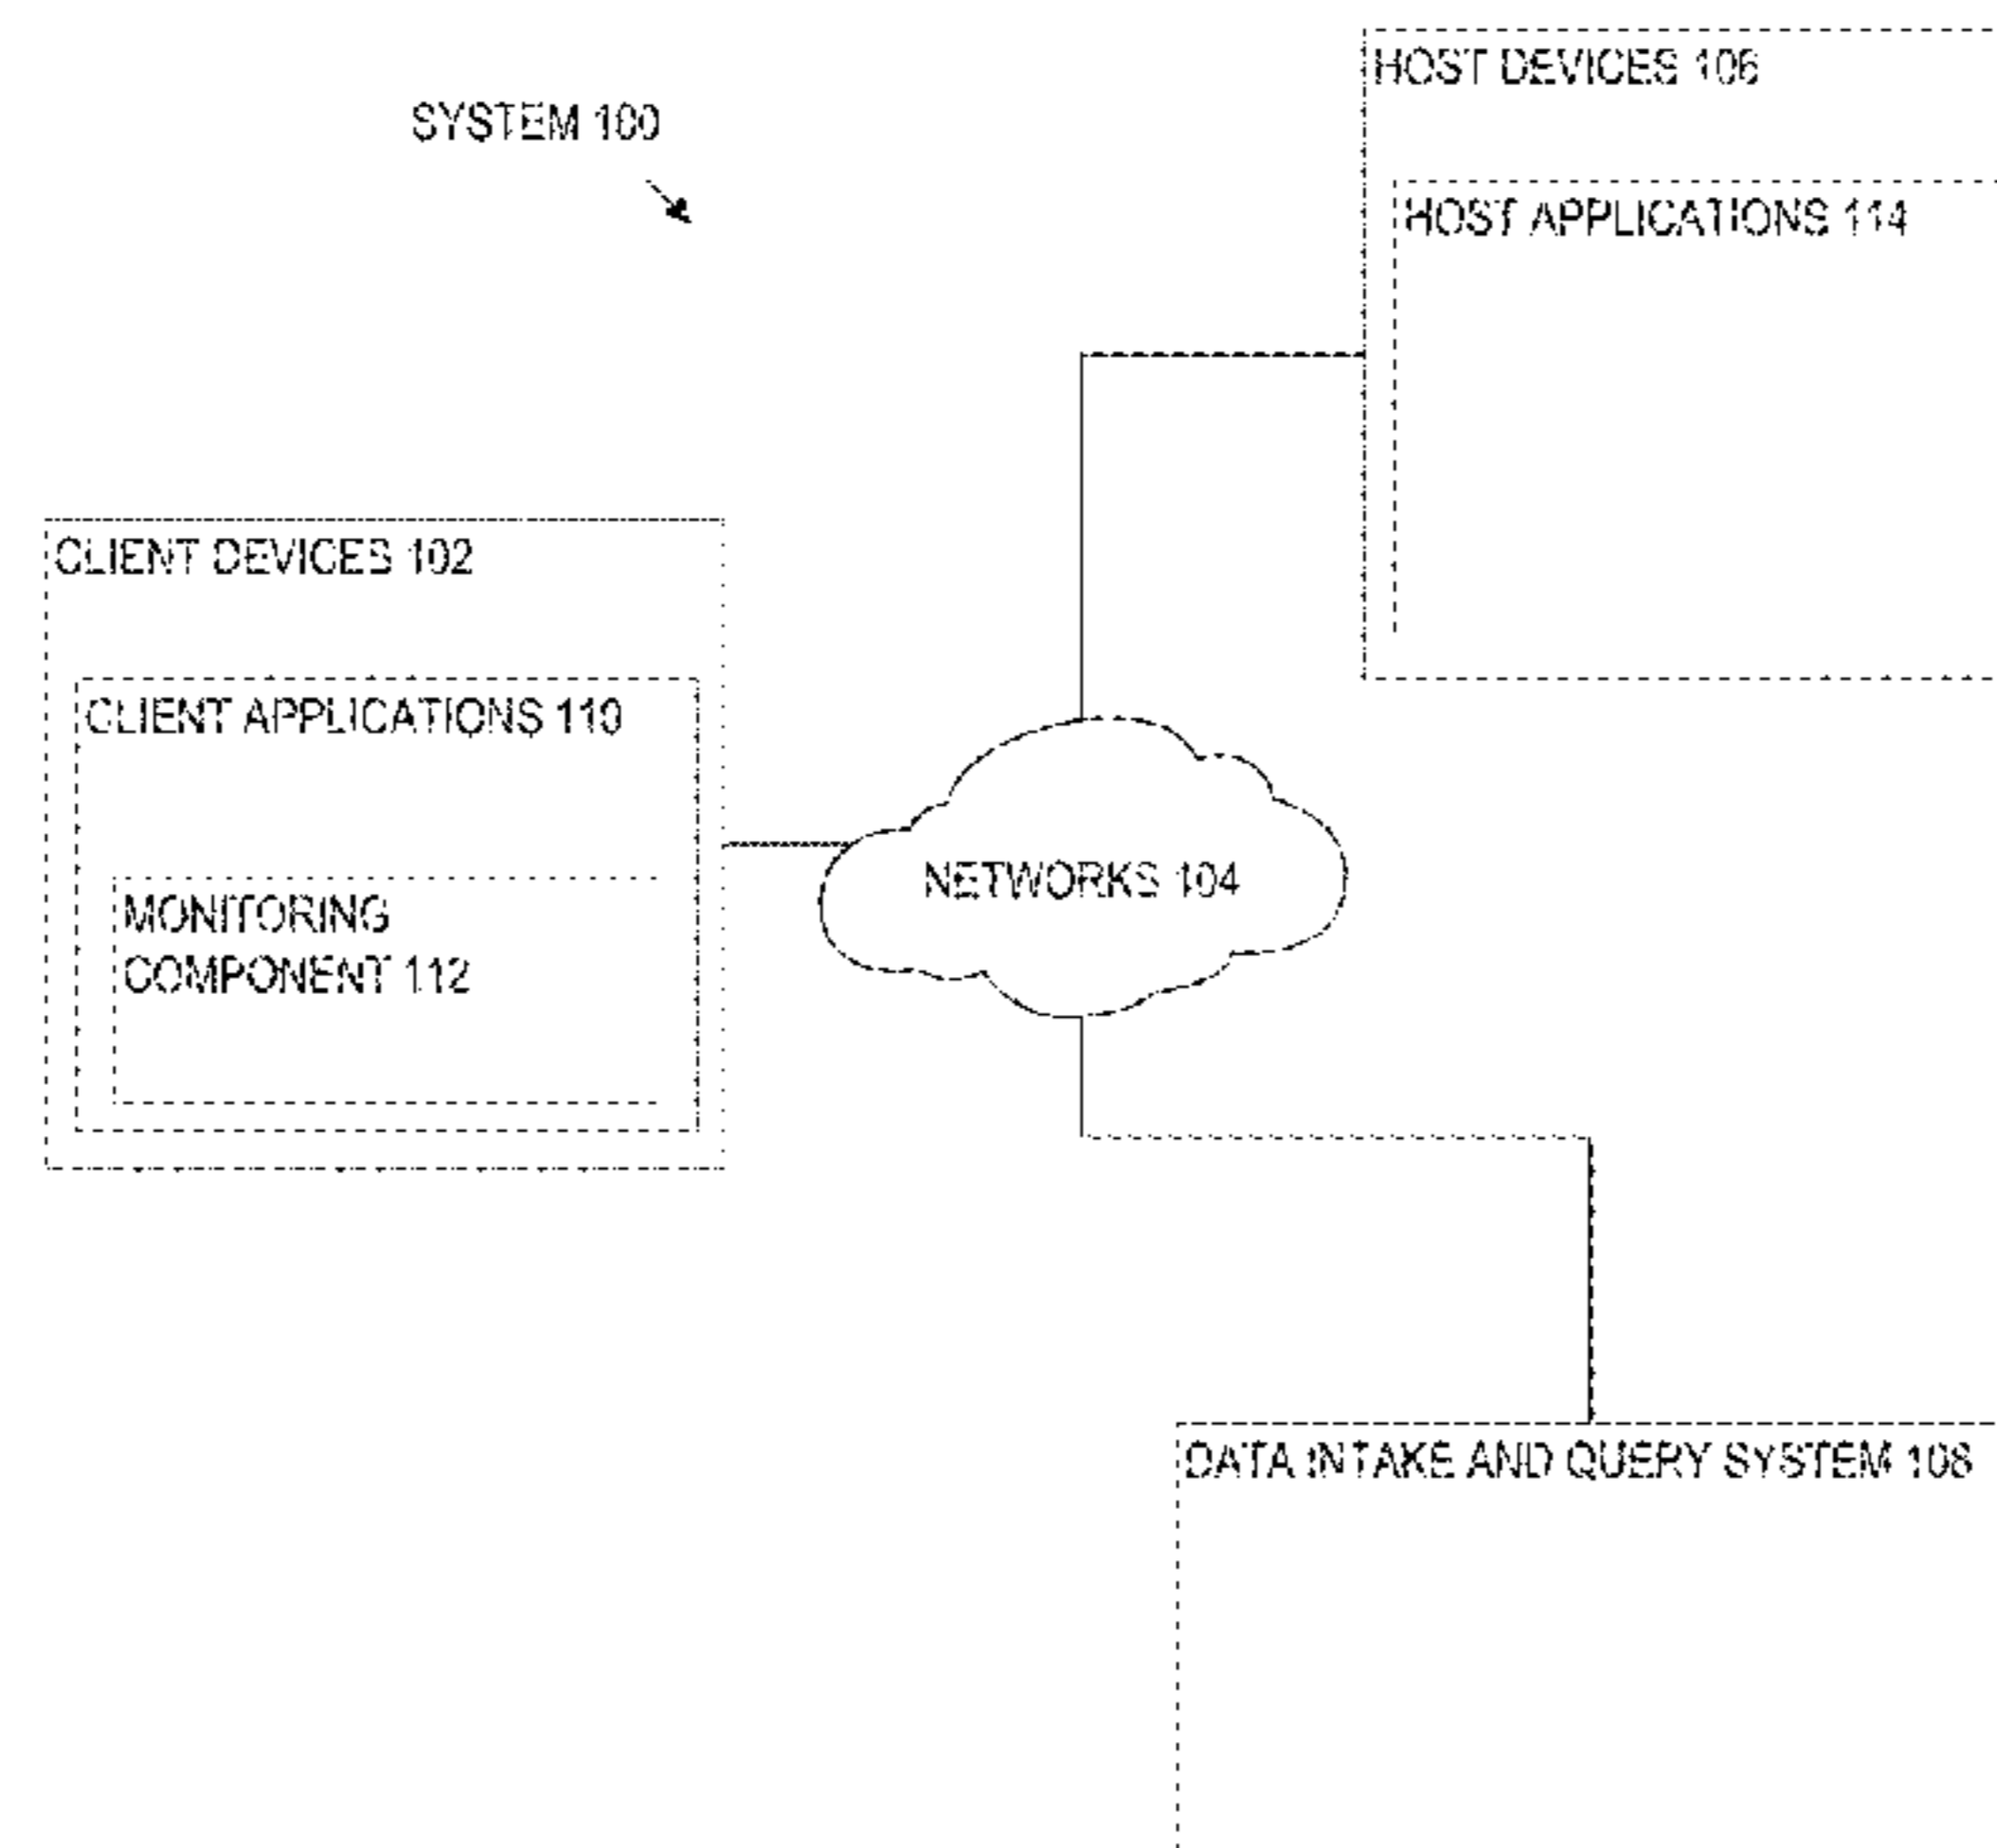 HOST DEVICES 106
SYSTEM 100
HOST APPLICATIONS 114
CLIENT DEVICES 102
CLIENT APPLICATIONS 110
NETWORKS 104
MONITORING
COMPONENT 112
DATA INTAKE AND QUERY SYSTEM 108